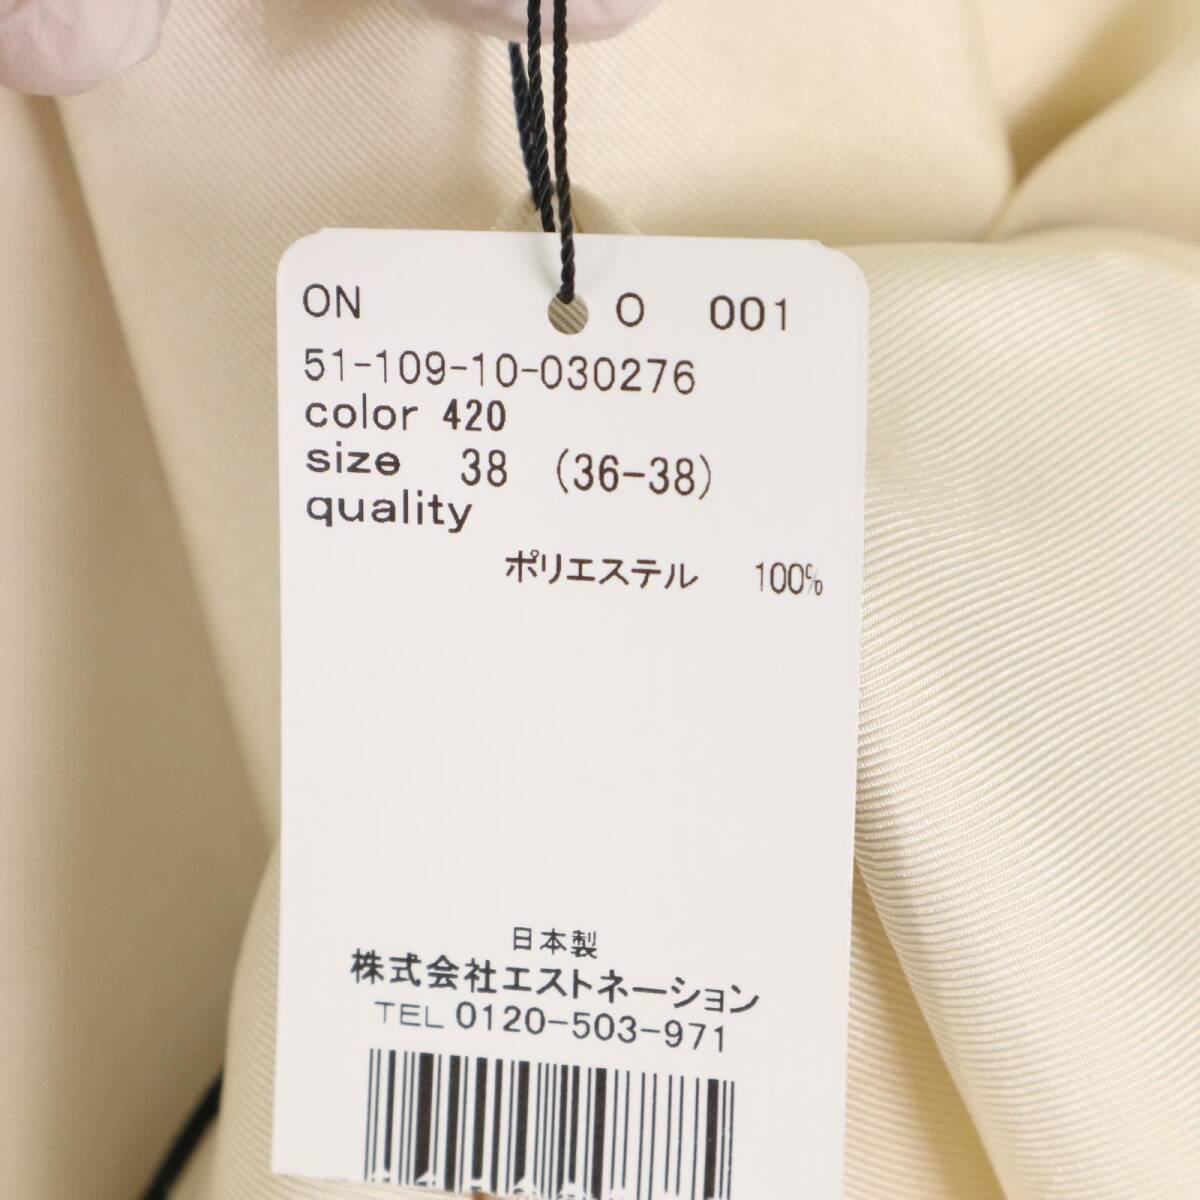 ON O 001
51-109-10-030276
color 420
size 38 (36-38)
quality
ポリエステル 100%
日本製
株式会社エストネーション
TEL 0120-503-971